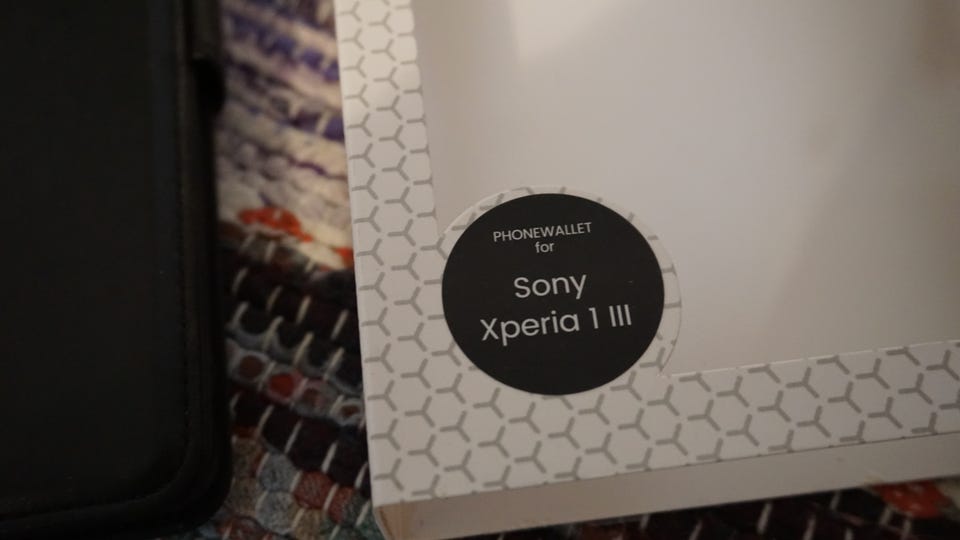 PHONEWALLET
for
Sony
Xperia 1 III